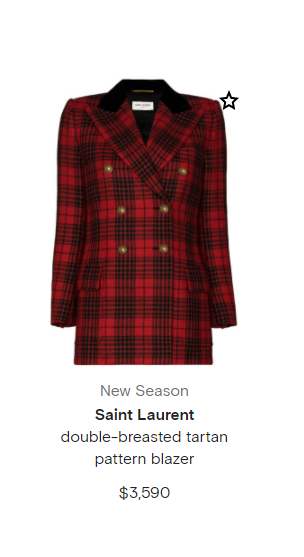 New Season
Saint Laurent
double-breasted tartan
pattern blazer
$3,590